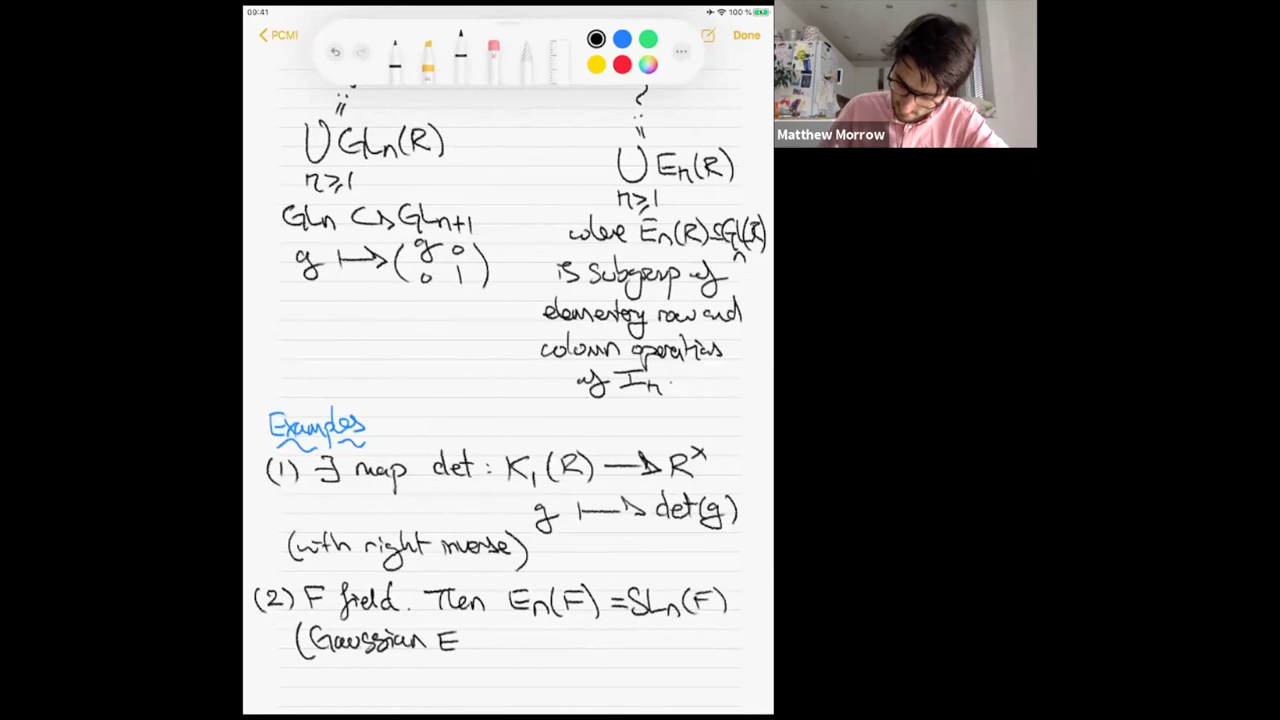 09:41
100 %
PCMI
Done
Matthew Morrow
⋃ GLn(R)
n≥1
GLn ↪ GLn+1
g ↦ (g 0
0 1)
?
⋃ En(R)
n≥1
where En(R) ≤ GLn(R)
is subgroup of
elementary row and
column operations
of In.
Examples
(1) ∃ map det : K₁(R) → R^×
g ↦ det(g)
(with right inverse)
(2) F field. Then En(F) = SLn(F)
(Gaussian E